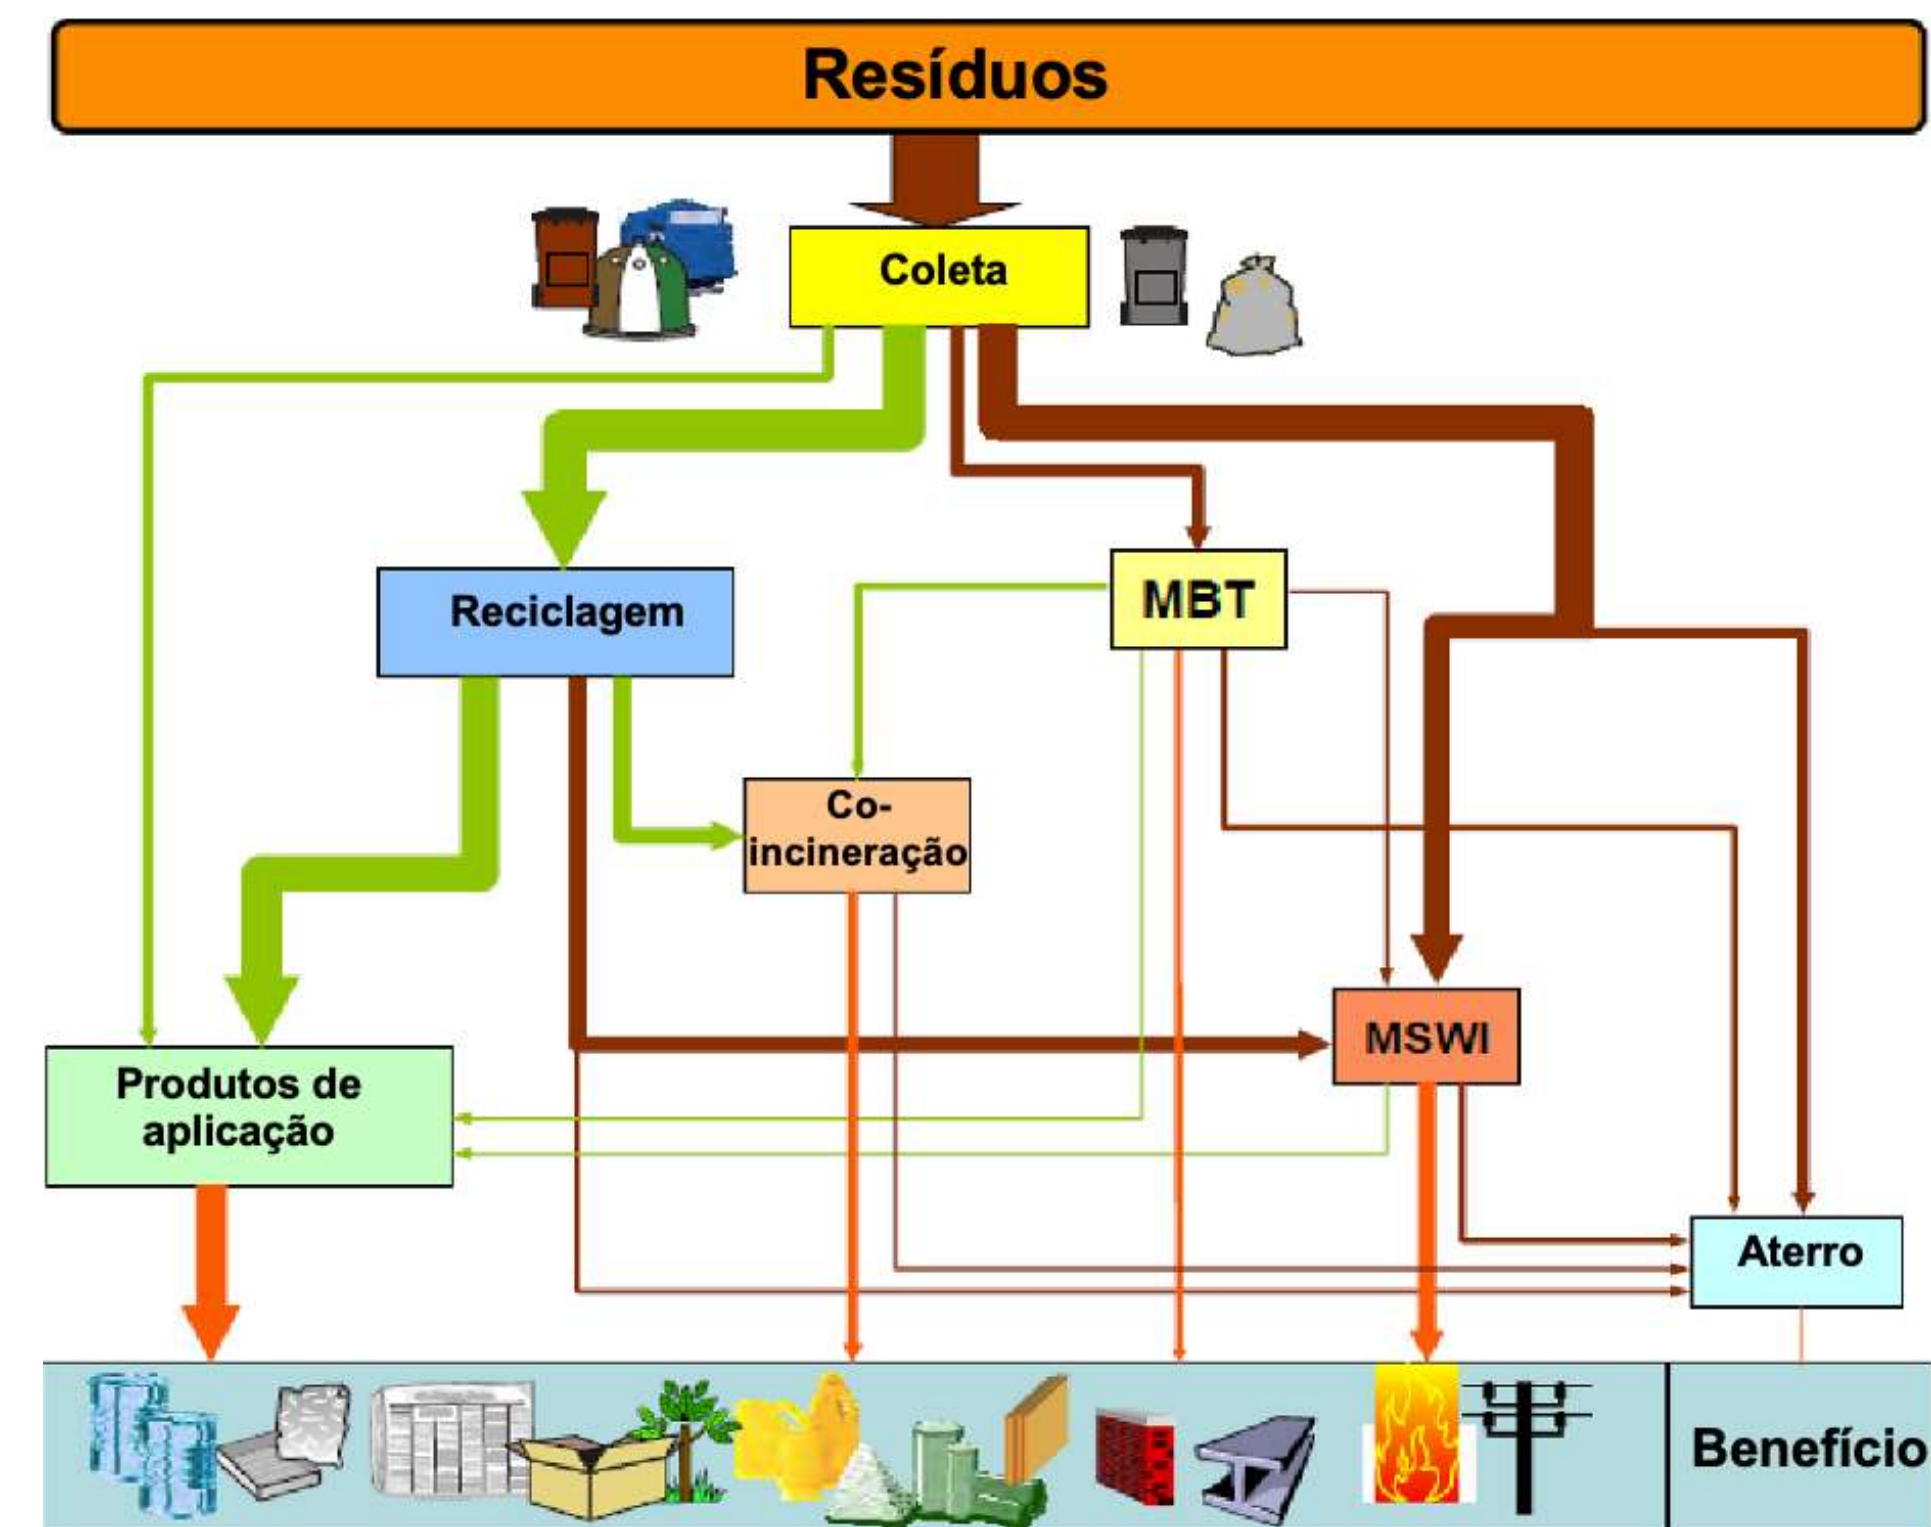 Resíduos
Coleta
Reciclagem
MBT
Co-
incineração
MSWI
Produtos de
aplicação
Aterro
Benefício